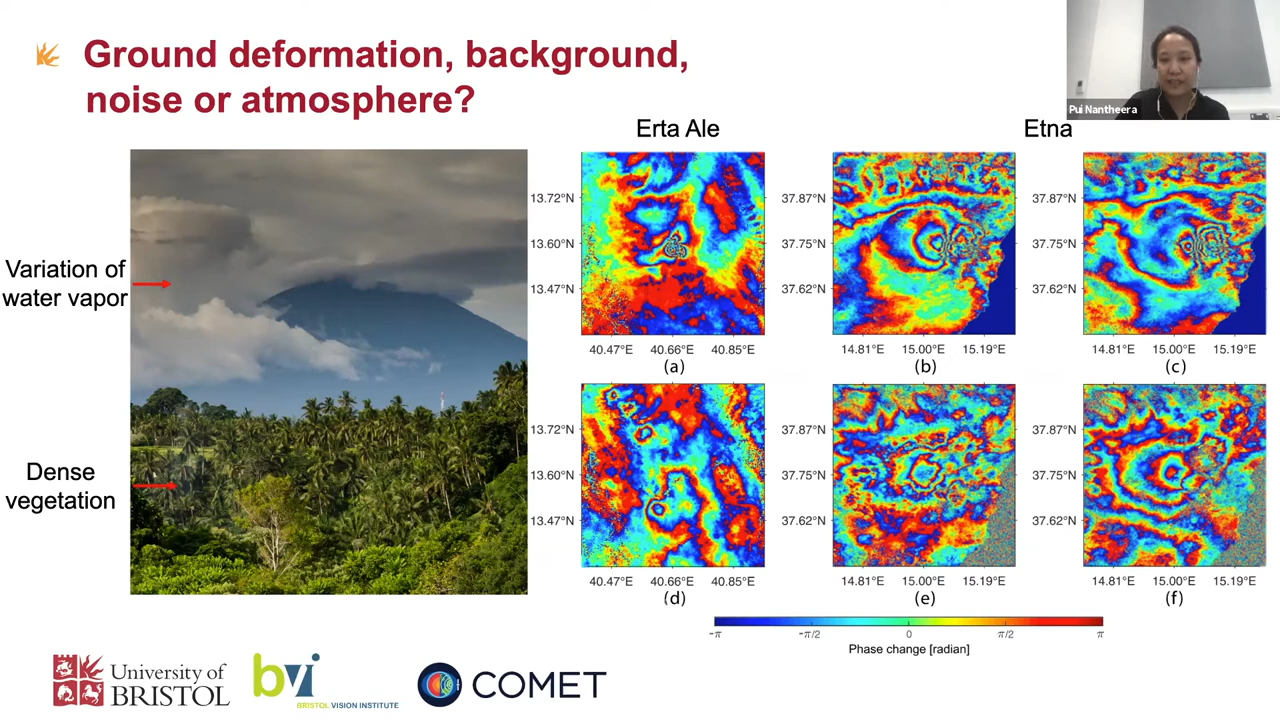 Ground deformation, background,
noise or atmosphere?
Pui Nantheera
Erta Ale
Etna
Variation of
water vapor
Dense
vegetation
13.72°N
13.60°N
13.47°N
40.47°E 40.66°E 40.85°E
(a)
37.87°N
37.75°N
37.62°N
14.81°E 15.00°E 15.19°E
(b)
37.87°N
37.75°N
37.62°N
14.81°E 15.00°E 15.19°E
(c)
13.72°N
13.60°N
13.47°N
40.47°E 40.66°E 40.85°E
(d)
37.87°N
37.75°N
37.62°N
14.81°E 15.00°E 15.19°E
(e)
37.87°N
37.75°N
37.62°N
14.81°E 15.00°E 15.19°E
(f)
-π -π/2 0 π/2 π
Phase change [radian]
University of
BRISTOL
bvi
BRISTOL VISION INSTITUTE
COMET